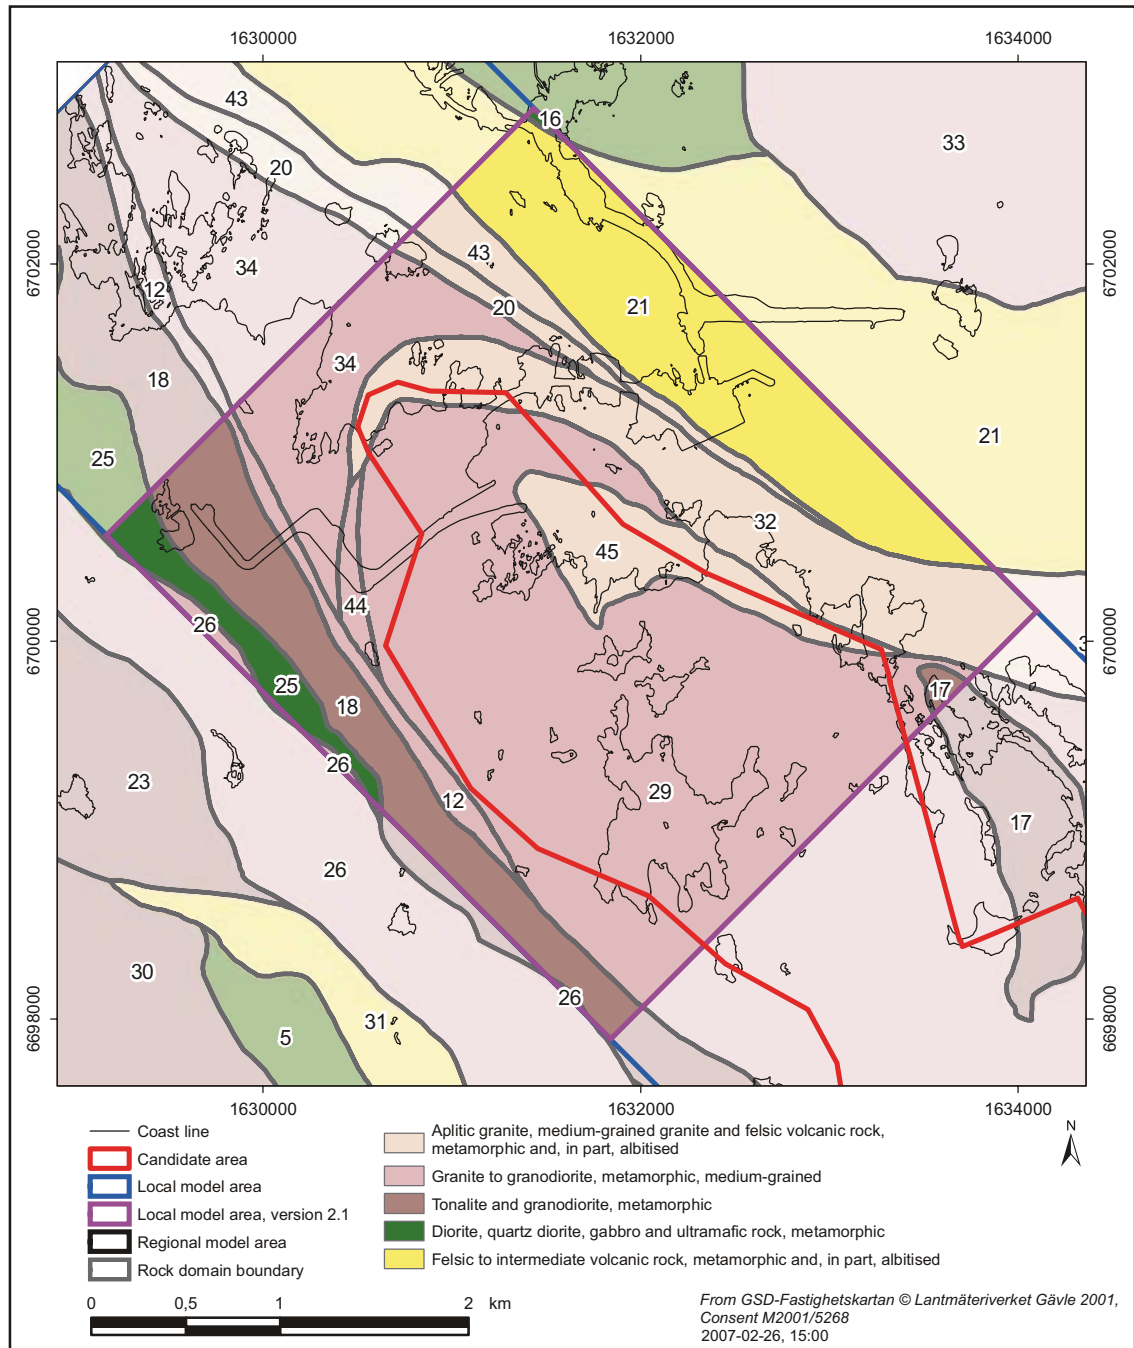 1630000 1632000 1634000
43
16
33
20
6702000
34
43
6702000
12
20
21
34
18
21
25
32
45
44
6700000
26
3
6700000
17
25
18
26
23
12
29
17
26
30
26
31
5
6698000
6698000
1630000 1632000 1634000
Coast line
Candidate area
Local model area
Local model area, version 2.1
Regional model area
Rock domain boundary
Aplitic granite, medium-grained granite and felsic volcanic rock,
metamorphic and, in part, albitised
Granite to granodiorite, metamorphic, medium-grained
Tonalite and granodiorite, metamorphic
Diorite, quartz diorite, gabbro and ultramafic rock, metamorphic
Felsic to intermediate volcanic rock, metamorphic and, in part, albitised
N
0 0,5 1 2 km
From GSD-Fastighetskartan © Lantmäteriverket Gävle 2001,
Consent M2001/5268
2007-02-26, 15:00